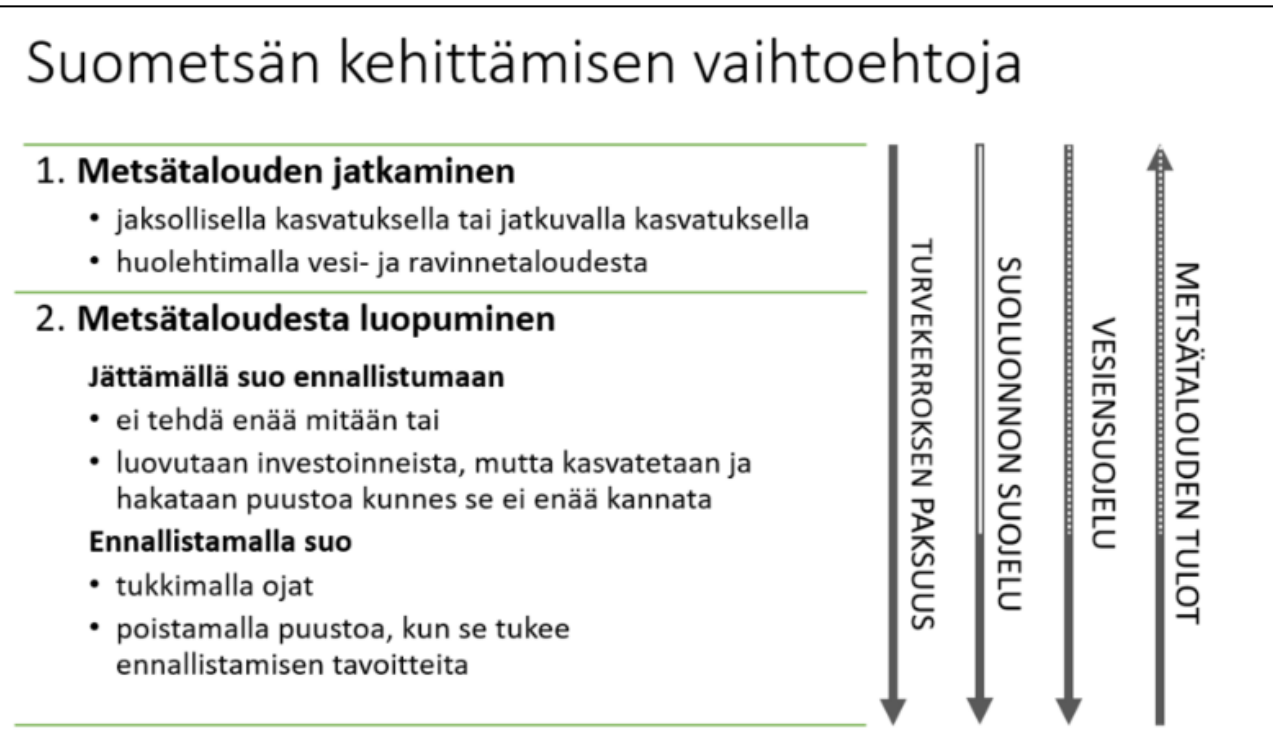 Suometsän kehittämisen vaihtoehtoja
1. Metsätalouden jatkaminen
• jaksollisella kasvatuksella tai jatkuvalla kasvatuksella
• huolehtimalla vesi- ja ravinnetaloudesta
2. Metsätaloudesta luopuminen
Jättämällä suo ennallistumaan
• ei tehdä enää mitään tai
• luovutaan investoinneista, mutta kasvatetaan ja
hakataan puustoa kunnes se ei enää kannata
Ennallistamalla suo
• tukkimalla ojat
• poistamalla puustoa, kun se tukee
ennallistamisen tavoitteita
TURVEKERROKSEN PAKSUUS
SUOLUONNON SUOJELU
VESIENSUOJELU
METSÄTALOUDEN TULOT